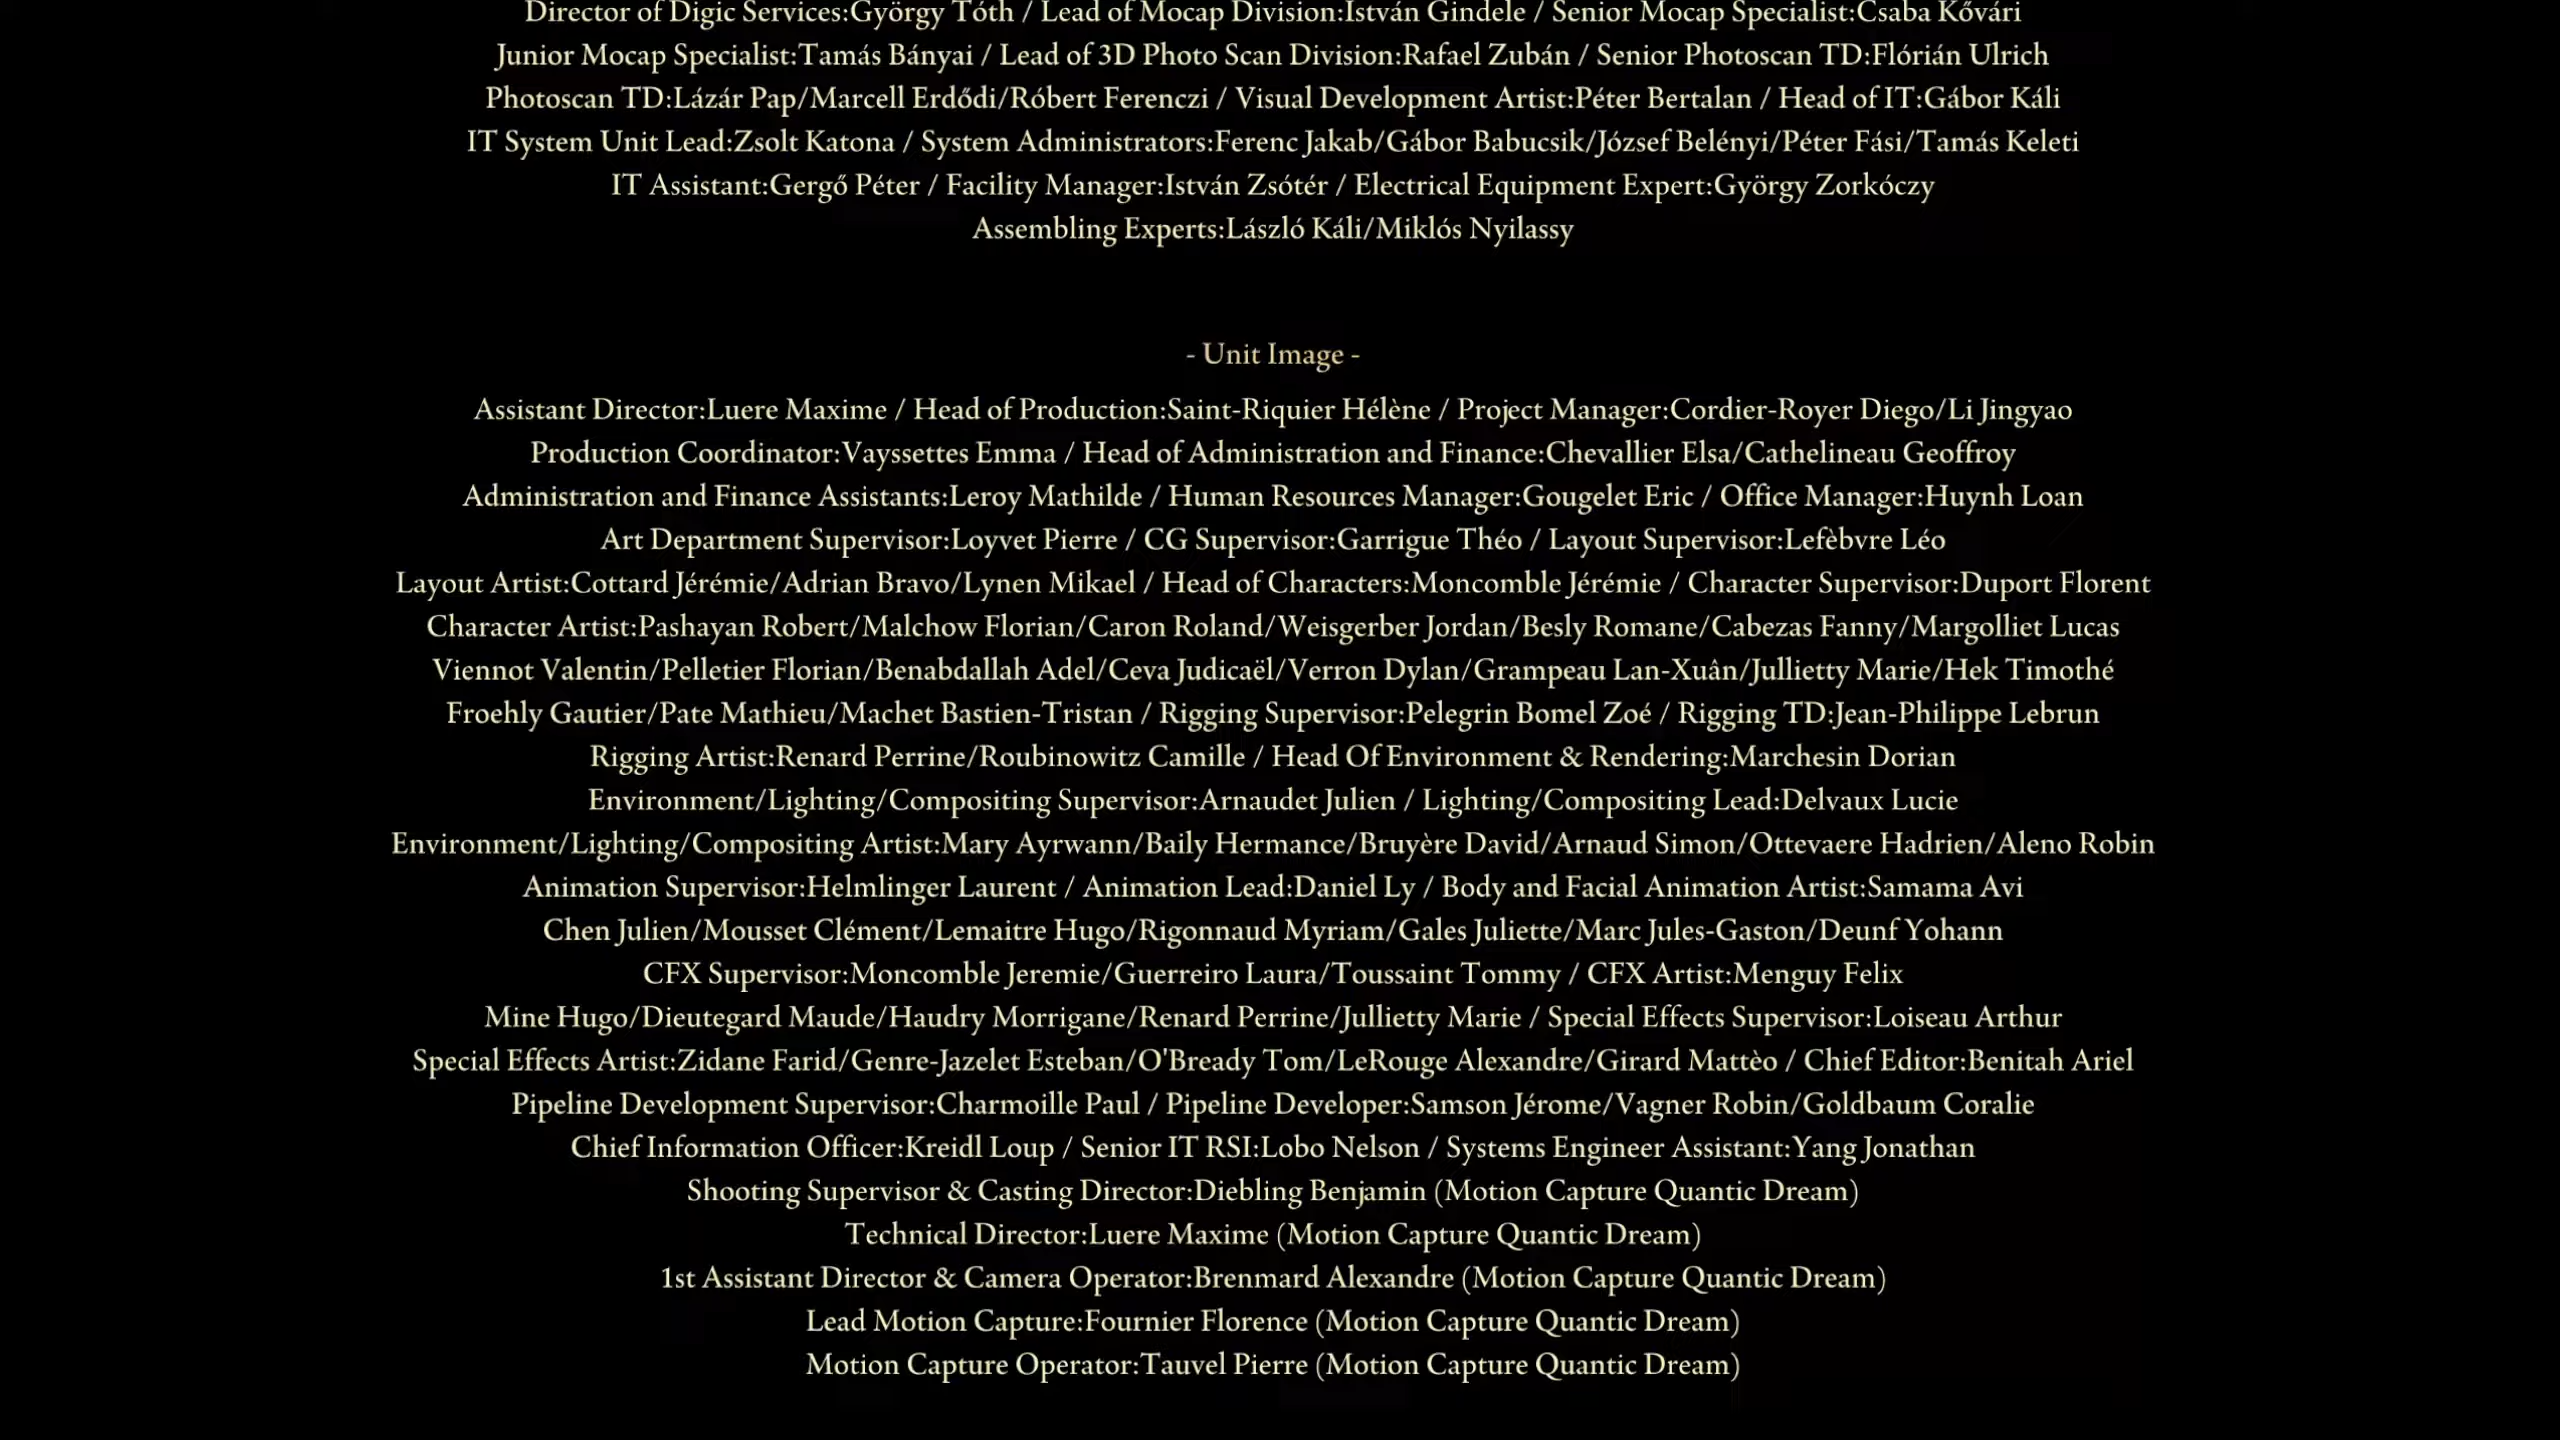 Director of Digic Services:György Tóth / Lead of Mocap Division:István Gindele / Senior Mocap Specialist:Csaba Kővári
Junior Mocap Specialist:Tamás Bányai / Lead of 3D Photo Scan Division:Rafael Zubán / Senior Photoscan TD:Flórián Ulrich
Photoscan TD:Lázár Pap/Marcell Erdődi/Róbert Ferenczi / Visual Development Artist:Péter Bertalan / Head of IT:Gábor Káli
IT System Unit Lead:Zsolt Katona / System Administrators:Ferenc Jakab/Gábor Babucsik/József Belényi/Péter Fási/Tamás Keleti
IT Assistant:Gergő Péter / Facility Manager:István Zsótér / Electrical Equipment Expert:György Zorkóczy
Assembling Experts:László Káli/Miklós Nyilassy
- Unit Image -
Assistant Director:Luere Maxime / Head of Production:Saint-Riquier Hélène / Project Manager:Cordier-Royer Diego/Li Jingyao
Production Coordinator:Vayssettes Emma / Head of Administration and Finance:Chevallier Elsa/Cathelineau Geoffroy
Administration and Finance Assistants:Leroy Mathilde / Human Resources Manager:Gougelet Eric / Office Manager:Huynh Loan
Art Department Supervisor:Loyvet Pierre / CG Supervisor:Garrigue Théo / Layout Supervisor:Lefèbvre Léo
Layout Artist:Cottard Jérémie/Adrian Bravo/Lynen Mikael / Head of Characters:Moncomble Jérémie / Character Supervisor:Duport Florent
Character Artist:Pashayan Robert/Malchow Florian/Caron Roland/Weisgerber Jordan/Besly Romane/Cabezas Fanny/Margolliet Lucas
Viennot Valentin/Pelletier Florian/Benabdallah Adel/Ceva Judicaël/Verron Dylan/Grampeau Lan-Xuân/Jullietty Marie/Hek Timothé
Froehly Gautier/Pate Mathieu/Machet Bastien-Tristan / Rigging Supervisor:Pelegrin Bomel Zoé / Rigging TD:Jean-Philippe Lebrun
Rigging Artist:Renard Perrine/Roubinowitz Camille / Head Of Environment & Rendering:Marchesin Dorian
Environment/Lighting/Compositing Supervisor:Arnaudet Julien / Lighting/Compositing Lead:Delvaux Lucie
Environment/Lighting/Compositing Artist:Mary Ayrwann/Baily Hermance/Bruyère David/Arnaud Simon/Ottevaere Hadrien/Aleno Robin
Animation Supervisor:Helmlinger Laurent / Animation Lead:Daniel Ly / Body and Facial Animation Artist:Samama Avi
Chen Julien/Mousset Clément/Lemaitre Hugo/Rigonnaud Myriam/Gales Juliette/Marc Jules-Gaston/Deunf Yohann
CFX Supervisor:Moncomble Jeremie/Guerreiro Laura/Toussaint Tommy / CFX Artist:Menguy Felix
Mine Hugo/Dieutegard Maude/Haudry Morrigane/Renard Perrine/Jullietty Marie / Special Effects Supervisor:Loiseau Arthur
Special Effects Artist:Zidane Farid/Genre-Jazelet Esteban/O'Bready Tom/LeRouge Alexandre/Girard Mattèo / Chief Editor:Benitah Ariel
Pipeline Development Supervisor:Charmoille Paul / Pipeline Developer:Samson Jérome/Vagner Robin/Goldbaum Coralie
Chief Information Officer:Kreidl Loup / Senior IT RSI:Lobo Nelson / Systems Engineer Assistant:Yang Jonathan
Shooting Supervisor & Casting Director:Diebling Benjamin (Motion Capture Quantic Dream)
Technical Director:Luere Maxime (Motion Capture Quantic Dream)
1st Assistant Director & Camera Operator:Brenmard Alexandre (Motion Capture Quantic Dream)
Lead Motion Capture:Fournier Florence (Motion Capture Quantic Dream)
Motion Capture Operator:Tauvel Pierre (Motion Capture Quantic Dream)